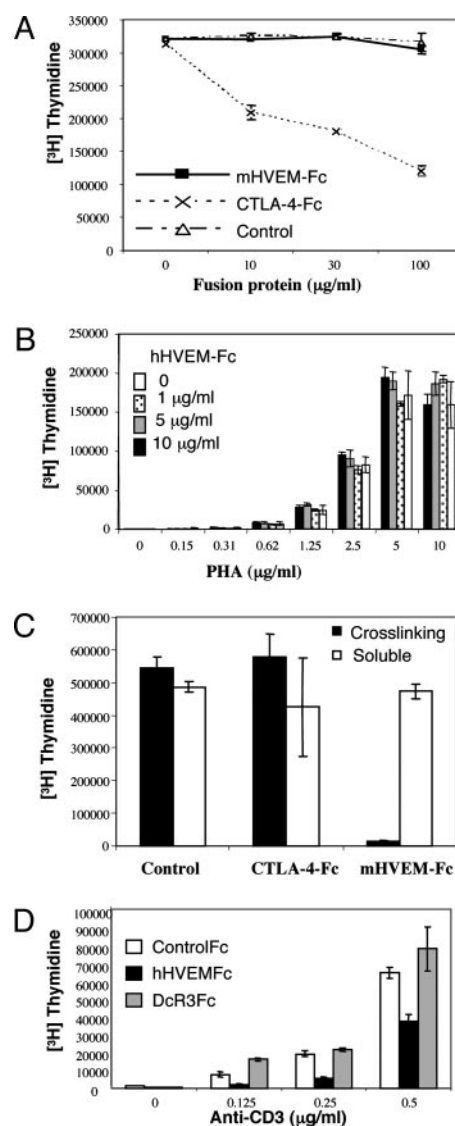 A
[³H] Thymidine
350000
300000
250000
200000
150000
100000
50000
0
mHVEM-Fc
CTLA-4-Fc
Control
0 10 30 100
Fusion protein (μg/ml)
B
[³H] Thymidine
250000
200000
150000
100000
50000
0
hHVEM-Fc
0
1 μg/ml
5 μg/ml
10 μg/ml
0 0.15 0.31 0.62 1.25 2.5 5 10
PHA (μg/ml)
C
[³H] Thymidine
700000
600000
500000
400000
300000
200000
100000
0
Crosslinking
Soluble
Control CTLA-4-Fc mHVEM-Fc
D
[³H] Thymidine
100000
90000
80000
70000
60000
50000
40000
30000
20000
10000
0
ControlFc
hHVEMFc
DcR3Fc
0 0.125 0.25 0.5
Anti-CD3 (μg/ml)